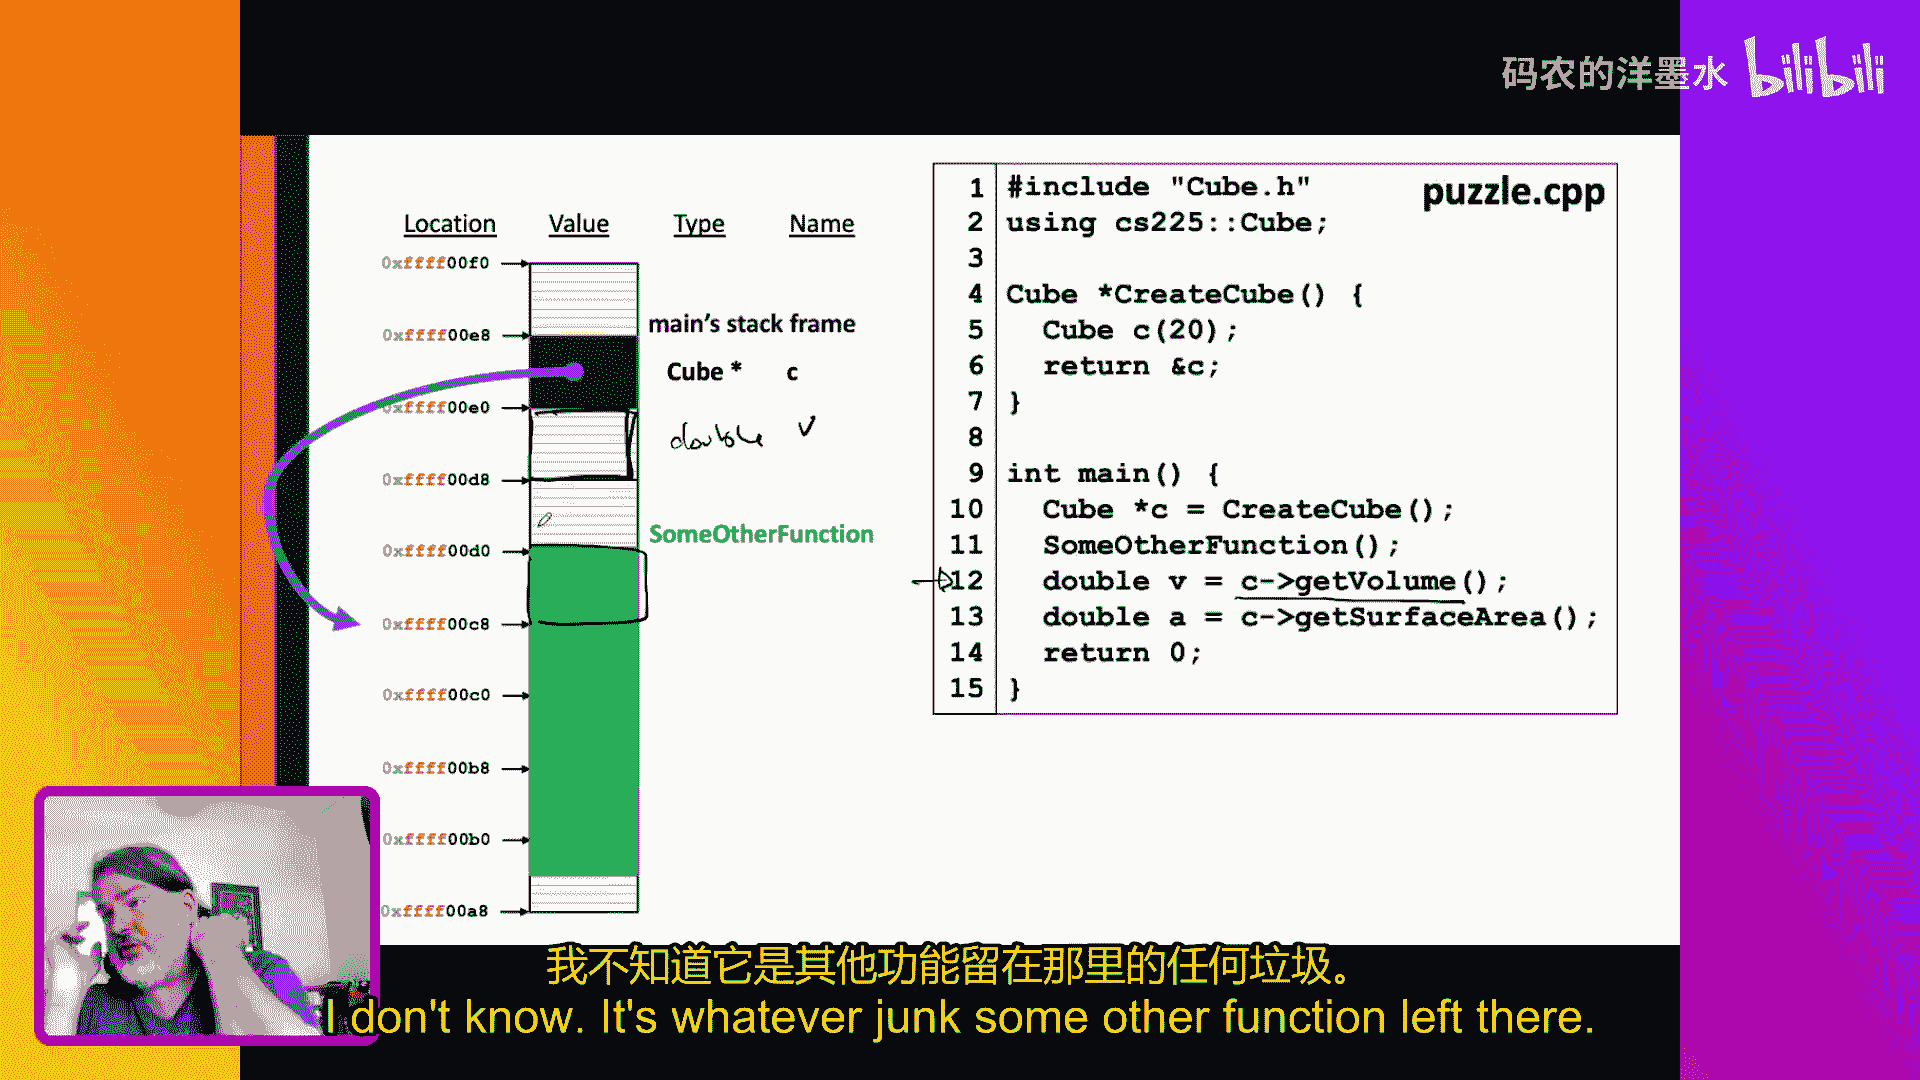 码农的洋墨水 bilibili
Location Value Type Name
0xffff00f0
0xffff00e8
main's stack frame
Cube * c
0xffff00e0
double v
0xffff00d8
SomeOtherFunction
0xffff00d0
0xffff00c8
0xffff00c0
0xffff00b8
0xffff00b0
0xffff00a8
puzzle.cpp
1 #include "Cube.h"
2 using cs225::Cube;
3
4 Cube *CreateCube() {
5 Cube c(20);
6 return &c;
7 }
8
9 int main() {
10 Cube *c = CreateCube();
11 SomeOtherFunction();
12 double v = c->getVolume();
13 double a = c->getSurfaceArea();
14 return 0;
15 }
我不知道它是其他功能留在那里的任何垃圾。
I don't know. It's whatever junk some other function left there.